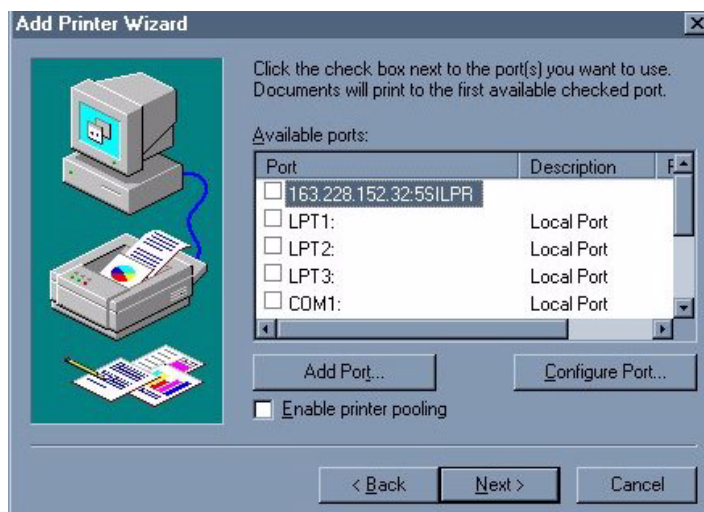 Add Printer Wizard
Click the check box next to the port(s) you want to use.
Documents will print to the first available checked port.
Available ports:
Port Description
163.228.152.32:5SILPR
LPT1: Local Port
LPT2: Local Port
LPT3: Local Port
COM1: Local Port
Add Port... Configure Port...
Enable printer pooling
< Back Next > Cancel